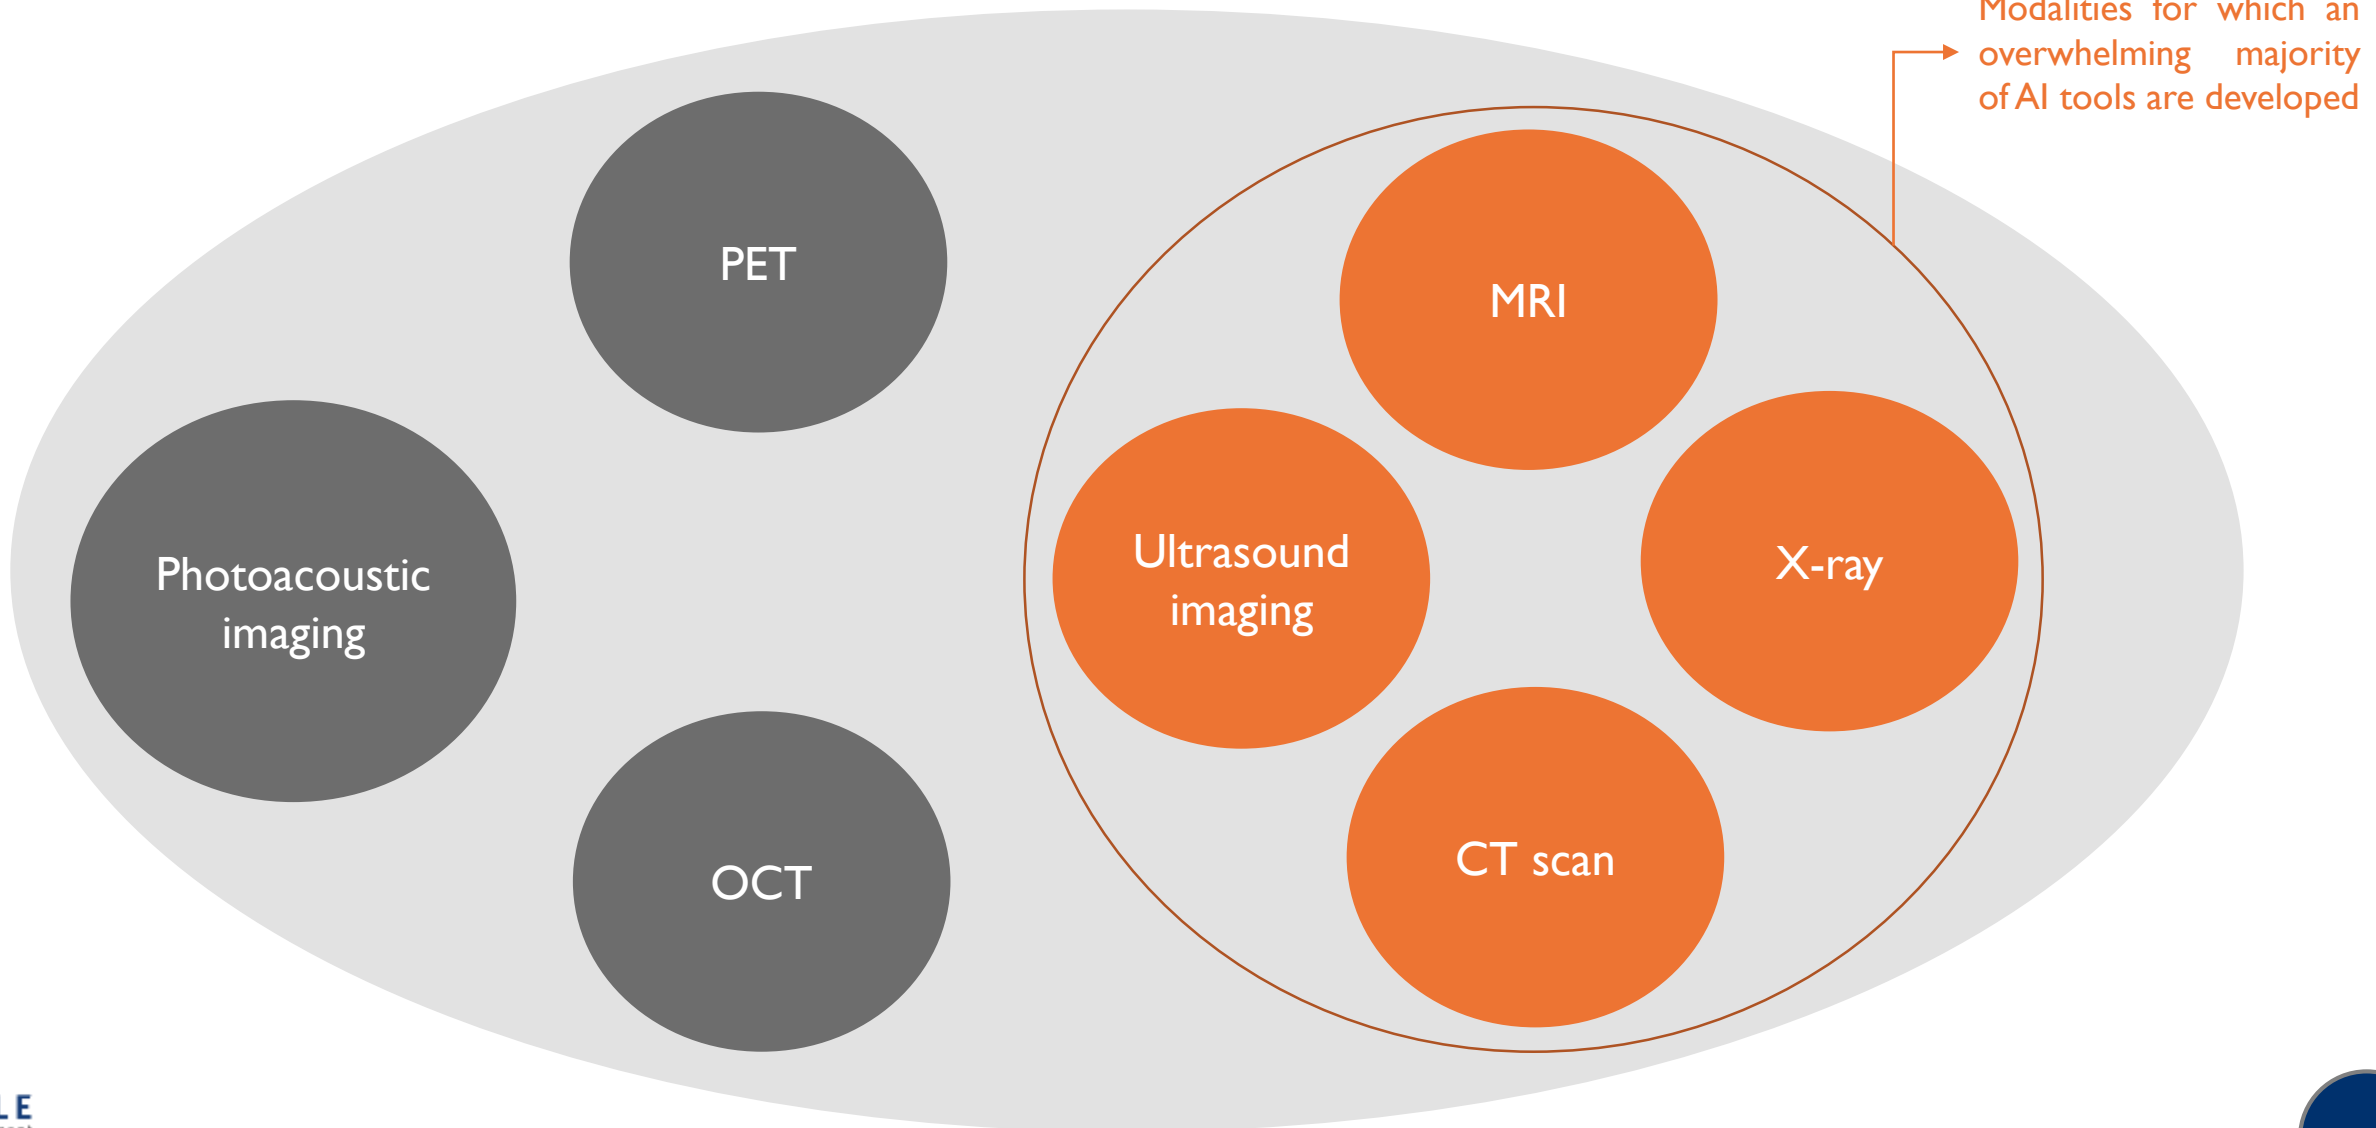 Modalities for which an
overwhelming majority
of AI tools are developed
PET
MRI
Photoacoustic
imaging
Ultrasound
imaging
X-ray
OCT
CT scan
LE